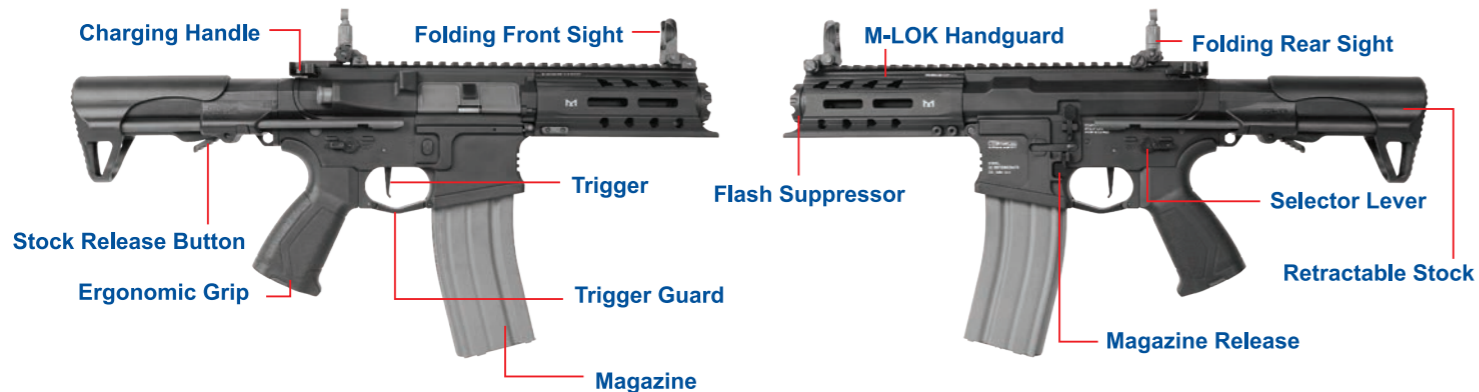 Charging Handle
Folding Front Sight
M-LOK Handguard
Folding Rear Sight
Trigger
Flash Suppressor
Selector Lever
Stock Release Button
Retractable Stock
Ergonomic Grip
Trigger Guard
Magazine Release
Magazine